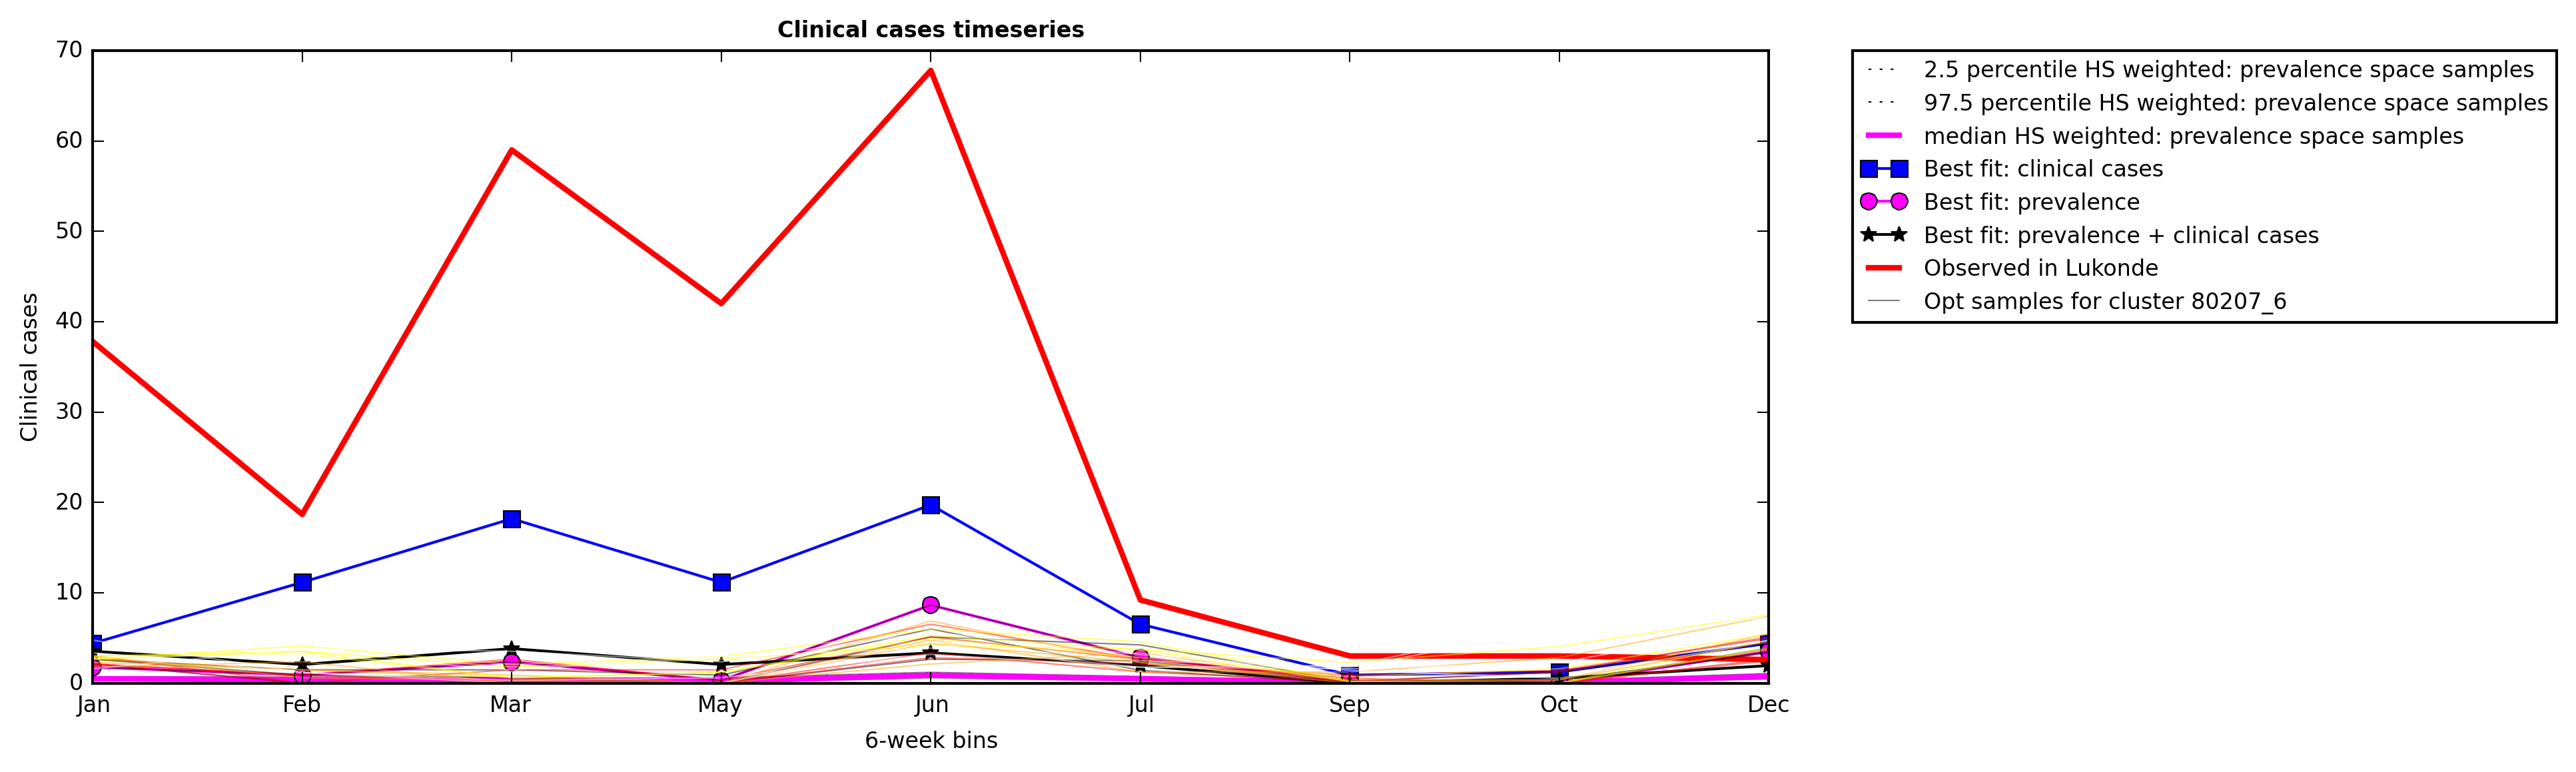 Clinical cases timeseries
70
60
50
40
30
20
10
0
Clinical cases
Jan Feb Mar May Jun Jul Sep Oct Dec
6-week bins
2.5 percentile HS weighted: prevalence space samples
97.5 percentile HS weighted: prevalence space samples
median HS weighted: prevalence space samples
Best fit: clinical cases
Best fit: prevalence
Best fit: prevalence + clinical cases
Observed in Lukonde
Opt samples for cluster 80207_6